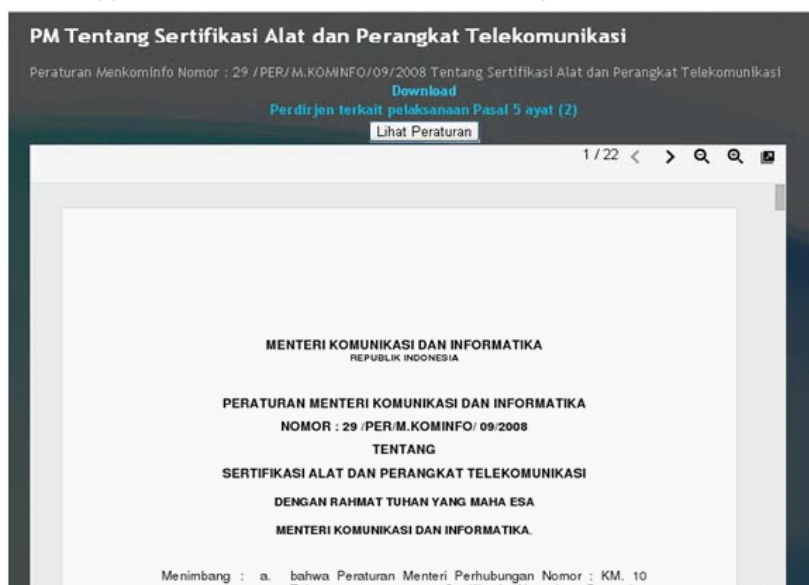 PM Tentang Sertifikasi Alat dan Perangkat Telekomunikasi
Peraturan Menkominfo Nomor : 29 /PER/ M.KOMINFO/09/2008 Tentang Sertifikasi Alat dan Perangkat Telekomunikasi
Download
Perdirjen terkait pelaksanaan Pasal 5 ayat (2)
Lihat Peraturan
1 / 22
MENTERI KOMUNIKASI DAN INFORMATIKA
REPUBLIK INDONESIA
PERATURAN MENTERI KOMUNIKASI DAN INFORMATIKA
NOMOR : 29 /PER/M.KOMINFO/ 09/2008
TENTANG
SERTIFIKASI ALAT DAN PERANGKAT TELEKOMUNIKASI
DENGAN RAHMAT TUHAN YANG MAHA ESA
MENTERI KOMUNIKASI DAN INFORMATIKA,
Menimbang : a. bahwa Peraturan Menteri Perhubungan Nomor : KM. 10